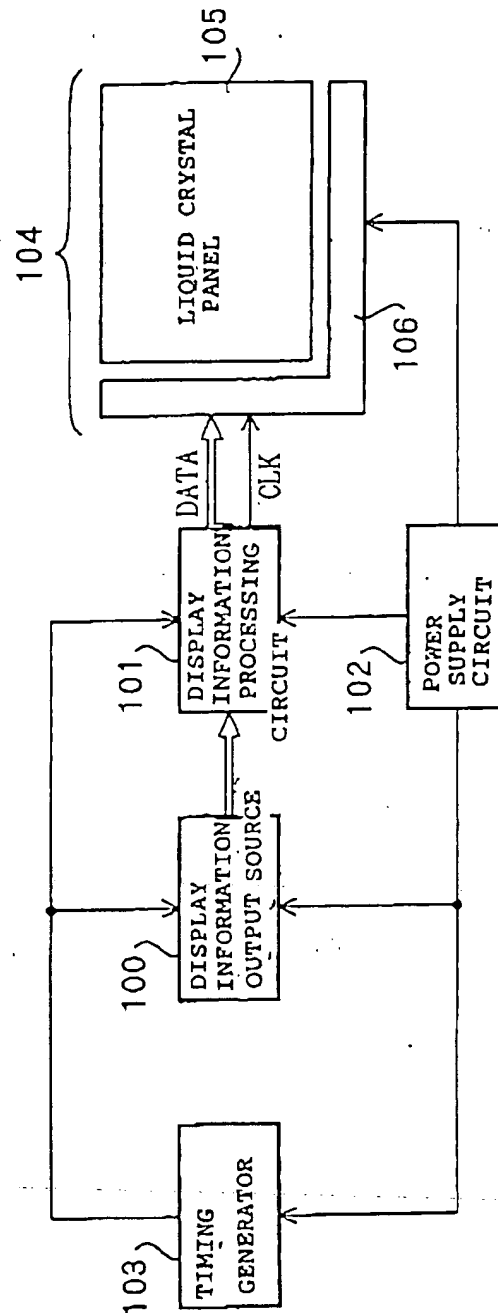 104
105
LIQUID CRYSTAL
PANEL
106
DATA
CLK
101
DISPLAY
INFORMATION
PROCESSING
CIRCUIT
102
POWER
SUPPLY
CIRCUIT
100
DISPLAY
INFORMATION
OUTPUT SOURCE
103
TIMING
GENERATOR